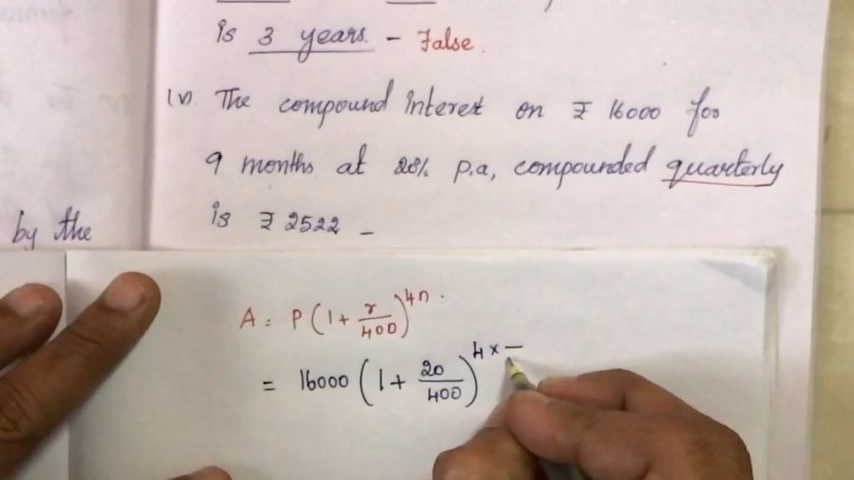 is 3 years. - False.
iv). The compound interest on ₹ 16000 for
9 months at 20% p.a, compounded quarterly
is ₹ 2522 -
by the
A = P(1 + r/400)^4n.
= 16000 (1 + 20/400)^4 × —